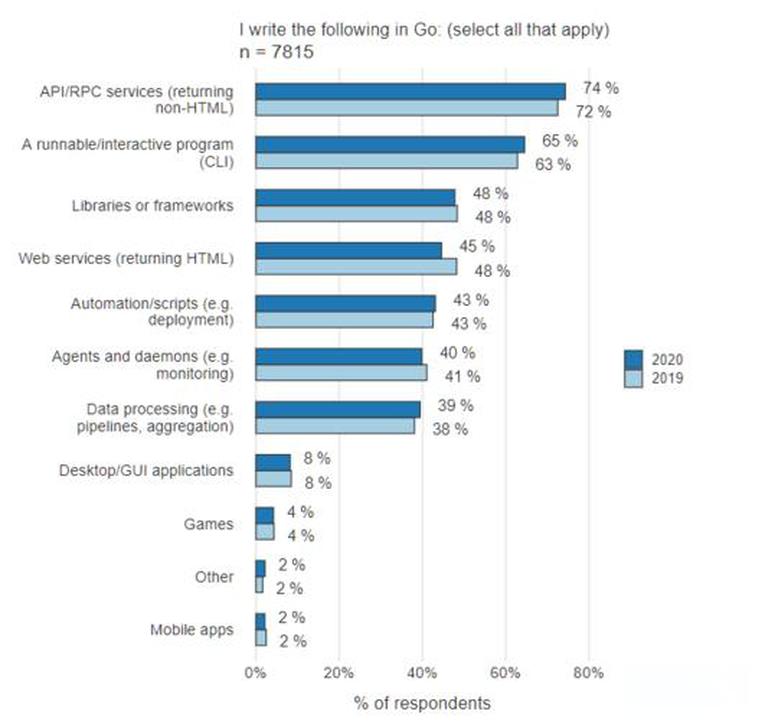 I write the following in Go: (select all that apply)
n = 7815
API/RPC services (returning
non-HTML)
74 %
72 %
A runnable/interactive program
(CLI)
65 %
63 %
Libraries or frameworks
48 %
48 %
Web services (returning HTML)
45 %
48 %
Automation/scripts (e.g.
deployment)
43 %
43 %
Agents and daemons (e.g.
monitoring)
40 %
41 %
Data processing (e.g.
pipelines, aggregation)
39 %
38 %
Desktop/GUI applications
8 %
8 %
Games
4 %
4 %
Other
2 %
2 %
Mobile apps
2 %
2 %
2020
2019
0% 20% 40% 60% 80%
% of respondents